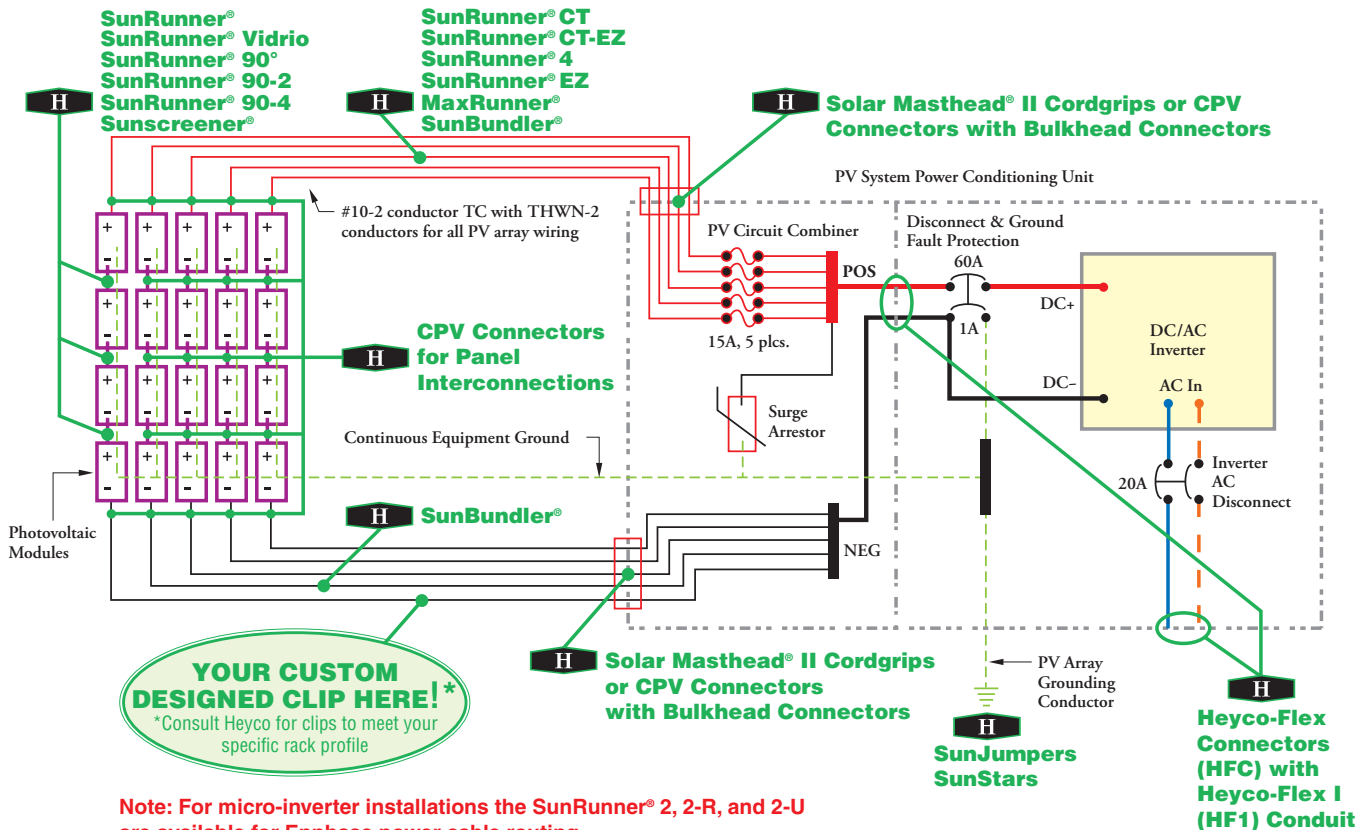 SunRunner®
SunRunner® Vidrio
SunRunner® 90°
SunRunner® 90-2
SunRunner® 90-4
Sunscreener®
H
SunRunner® CT
SunRunner® CT-EZ
SunRunner® 4
SunRunner® EZ
MaxRunner®
SunBundler®
H
H
Solar Masthead® II Cordgrips or CPV
Connectors with Bulkhead Connectors
PV System Power Conditioning Unit
#10-2 conductor TC with THWN-2
conductors for all PV array wiring
PV Circuit Combiner
POS
15A, 5 plcs.
Disconnect & Ground
Fault Protection
60A
1A
DC+
DC–
DC/AC
Inverter
AC In
+ + + + +
- - - - -
+ + + + +
- - - - -
+ + + + +
- - - - -
+ + + + +
- - - - -
H
CPV Connectors
for Panel
Interconnections
Surge
Arrestor
Continuous Equipment Ground
20A
Inverter
AC
Disconnect
Photovoltaic
Modules
H
SunBundler®
NEG
YOUR CUSTOM
DESIGNED CLIP HERE!*
*Consult Heyco for clips to meet your
specific rack profile
H
Solar Masthead® II Cordgrips
or CPV Connectors
with Bulkhead Connectors
PV Array
Grounding
Conductor
H
SunJumpers
SunStars
H
Heyco-Flex
Connectors
(HFC) with
Heyco-Flex I
(HF1) Conduit
Note: For micro-inverter installations the SunRunner® 2, 2-R, and 2-U
are available for Enphase power cable routing